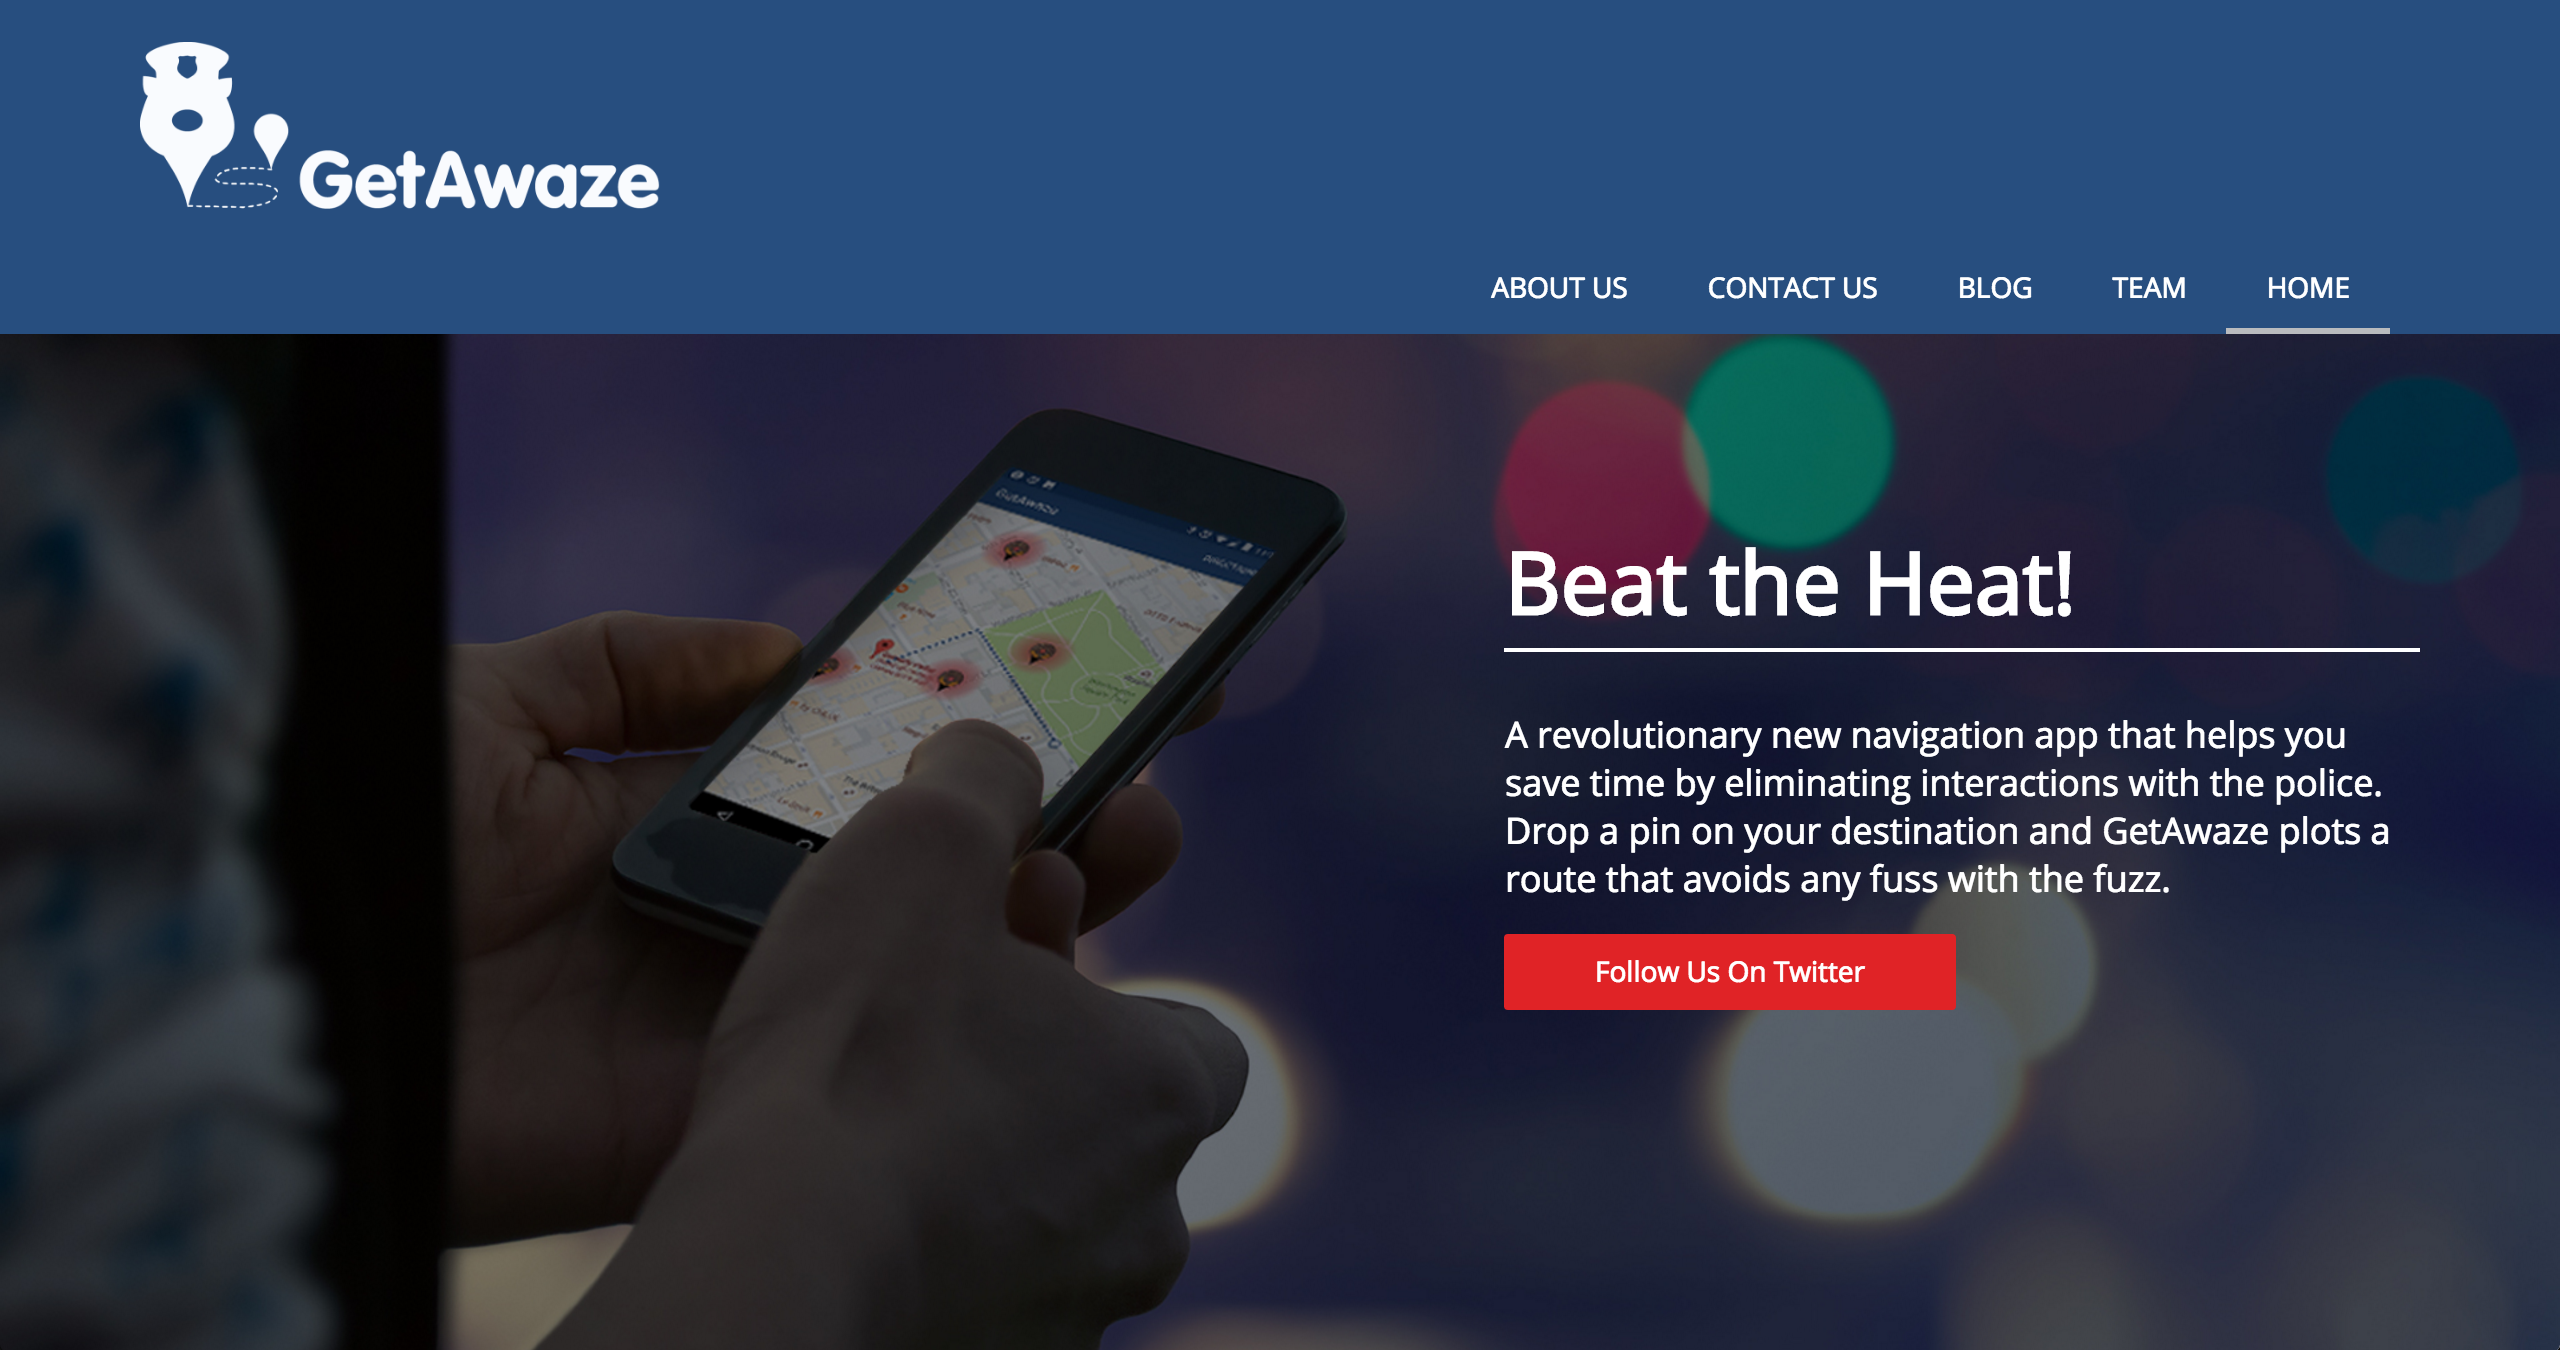 GetAwaze
ABOUT US
CONTACT US
BLOG
TEAM
HOME
GetAwaze
Beat the Heat!
A revolutionary new navigation app that helps you
save time by eliminating interactions with the police.
Drop a pin on your destination and GetAwaze plots a
route that avoids any fuss with the fuzz.
Follow Us On Twitter